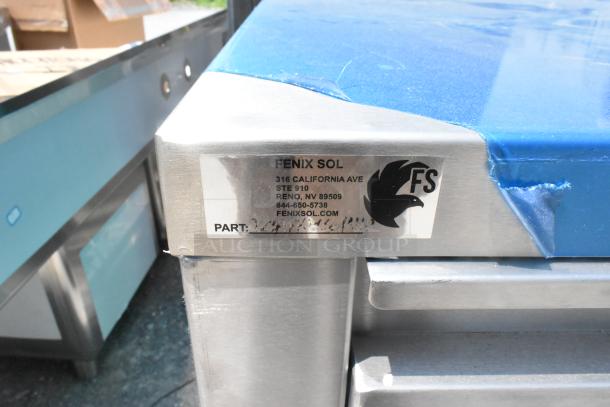 FENIX SOL
316 CALIFORNIA AVE
STE 910
RENO, NV 89509
844-650-5738
FENIXSOL.COM
PART:
FS
AUCTION GROUP